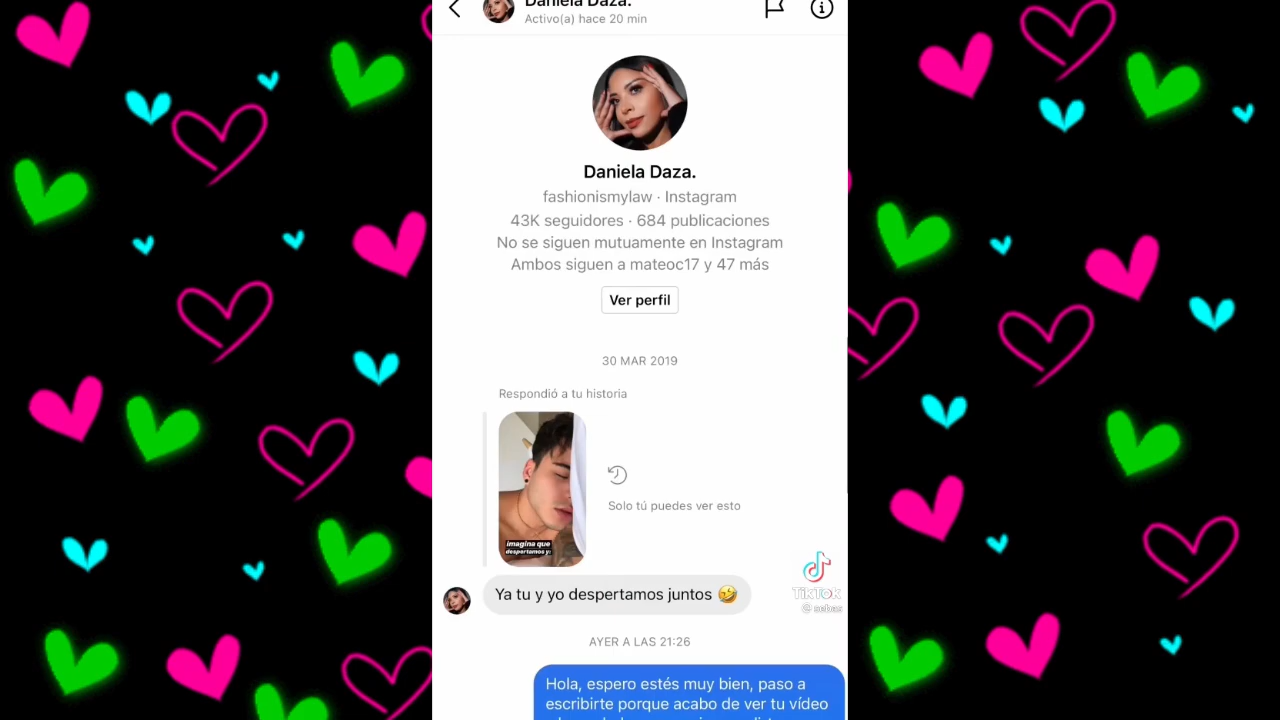 Daniela Daza.
Activo(a) hace 20 min
Daniela Daza.
fashionismylaw · Instagram
43K seguidores · 684 publicaciones
No se siguen mutuamente en Instagram
Ambos siguen a mateoc17 y 47 más
Ver perfil
30 MAR 2019
Respondió a tu historia
imagina que
despertamos y:
Solo tú puedes ver esto
Ya tu y yo despertamos juntos 🤣
TikTok
@ sebas
AYER A LAS 21:26
Hola, espero estés muy bien, paso a
escribirte porque acabo de ver tu vídeo